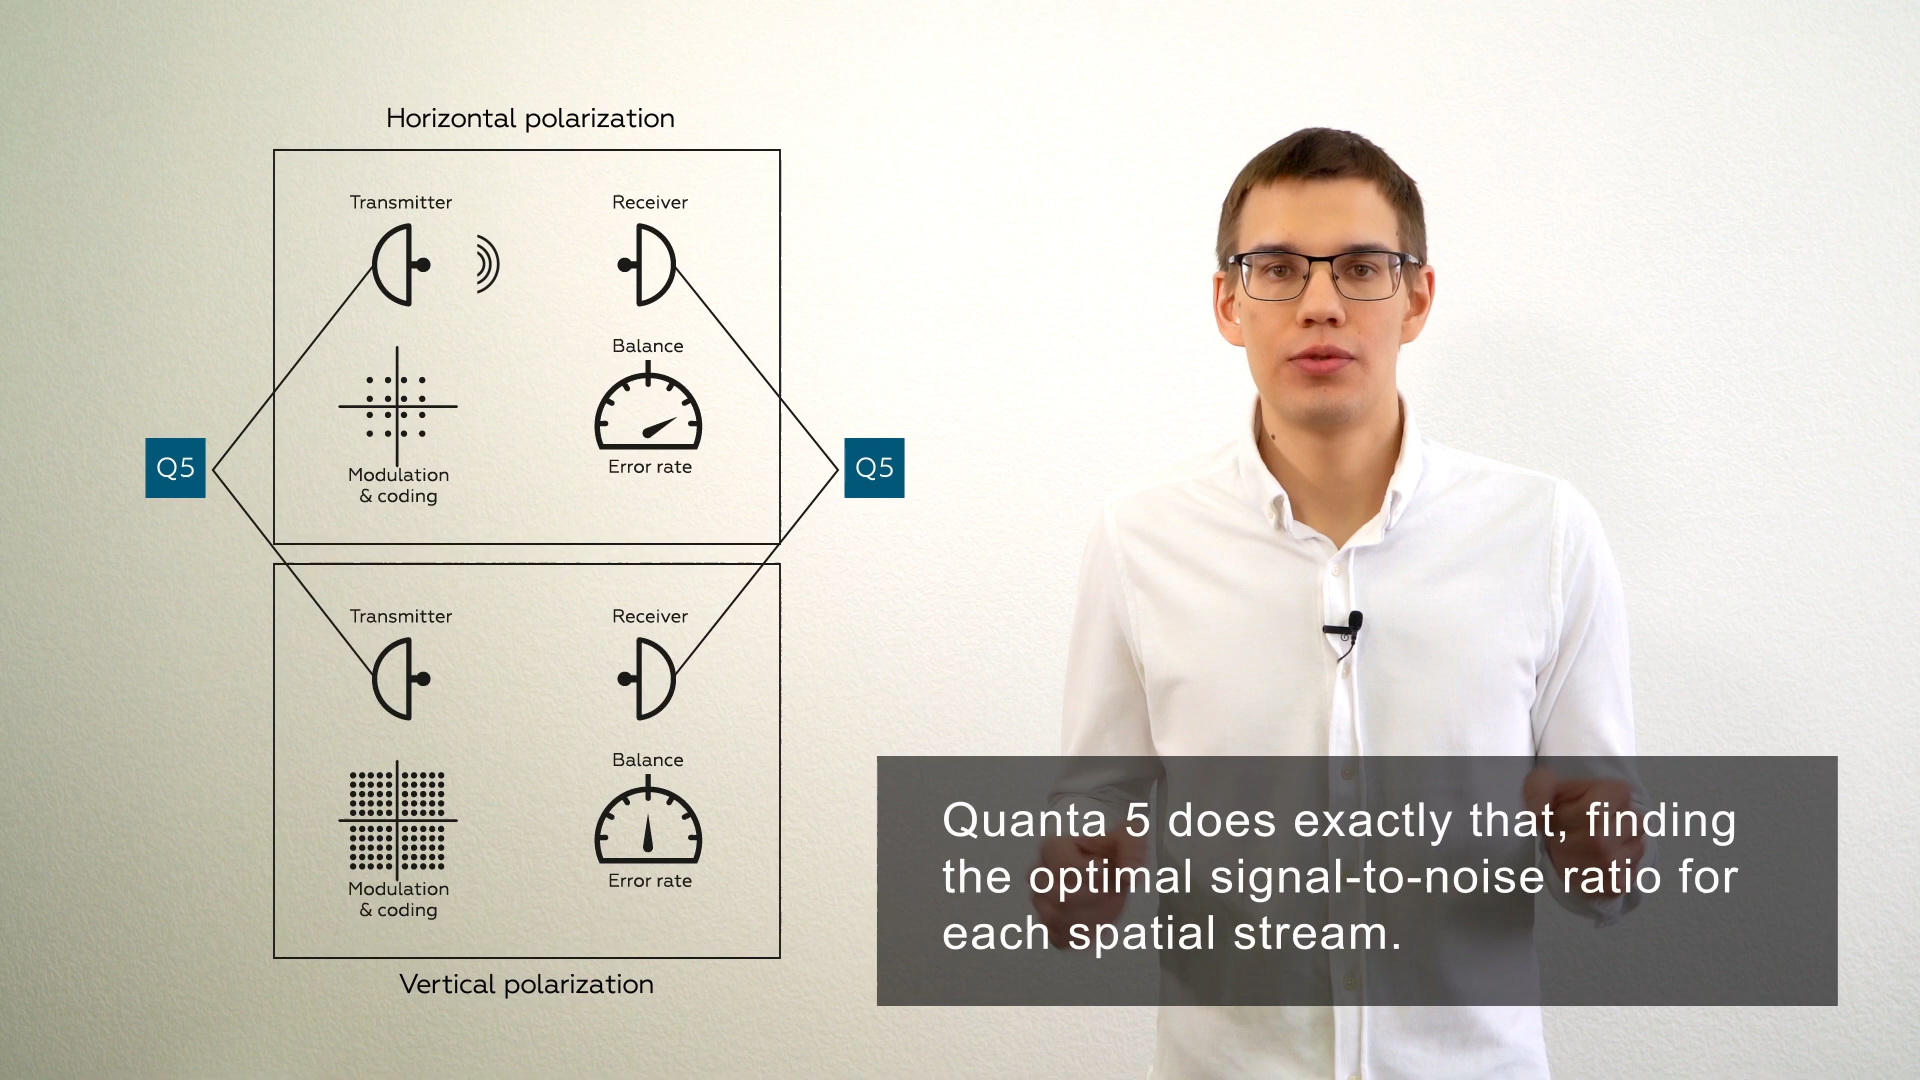 Horizontal polarization
Transmitter
Receiver
Balance
Error rate
Modulation
& coding
Q5
Q5
Transmitter
Receiver
Balance
Error rate
Modulation
& coding
Vertical polarization
Quanta 5 does exactly that, finding
the optimal signal-to-noise ratio for
each spatial stream.